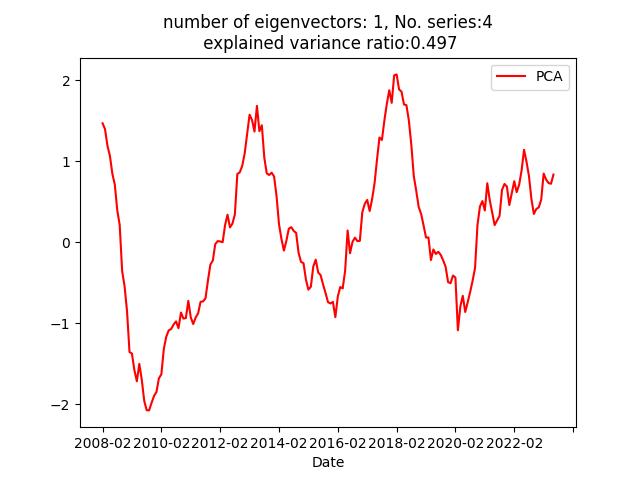 number of eigenvectors: 1, No. series:4
explained variance ratio:0.497
PCA
2
1
0
−1
−2
2008-02 2010-02 2012-02 2014-02 2016-02 2018-02 2020-02 2022-02
Date